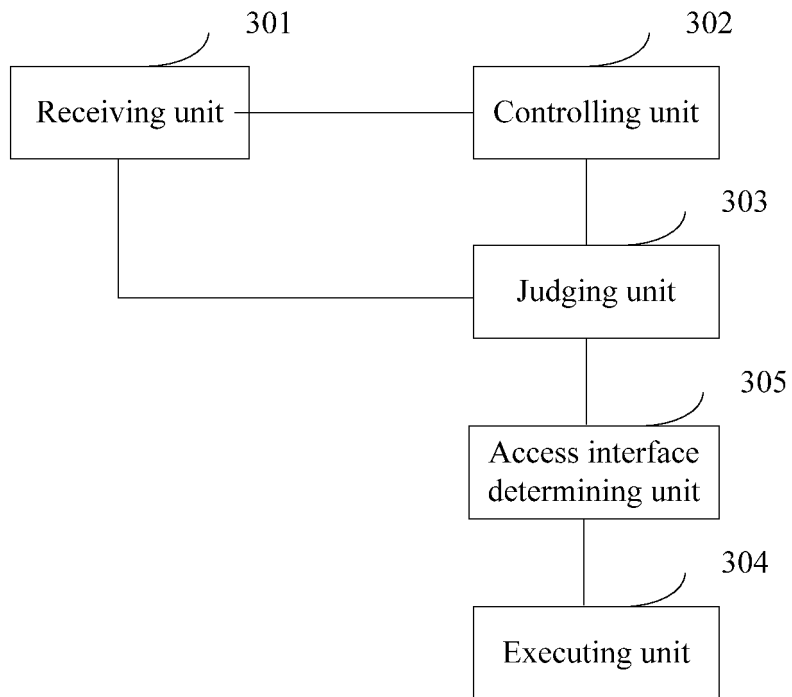 301
302
Receiving unit
Controlling unit
303
Judging unit
305
Access interface
determining unit
304
Executing unit